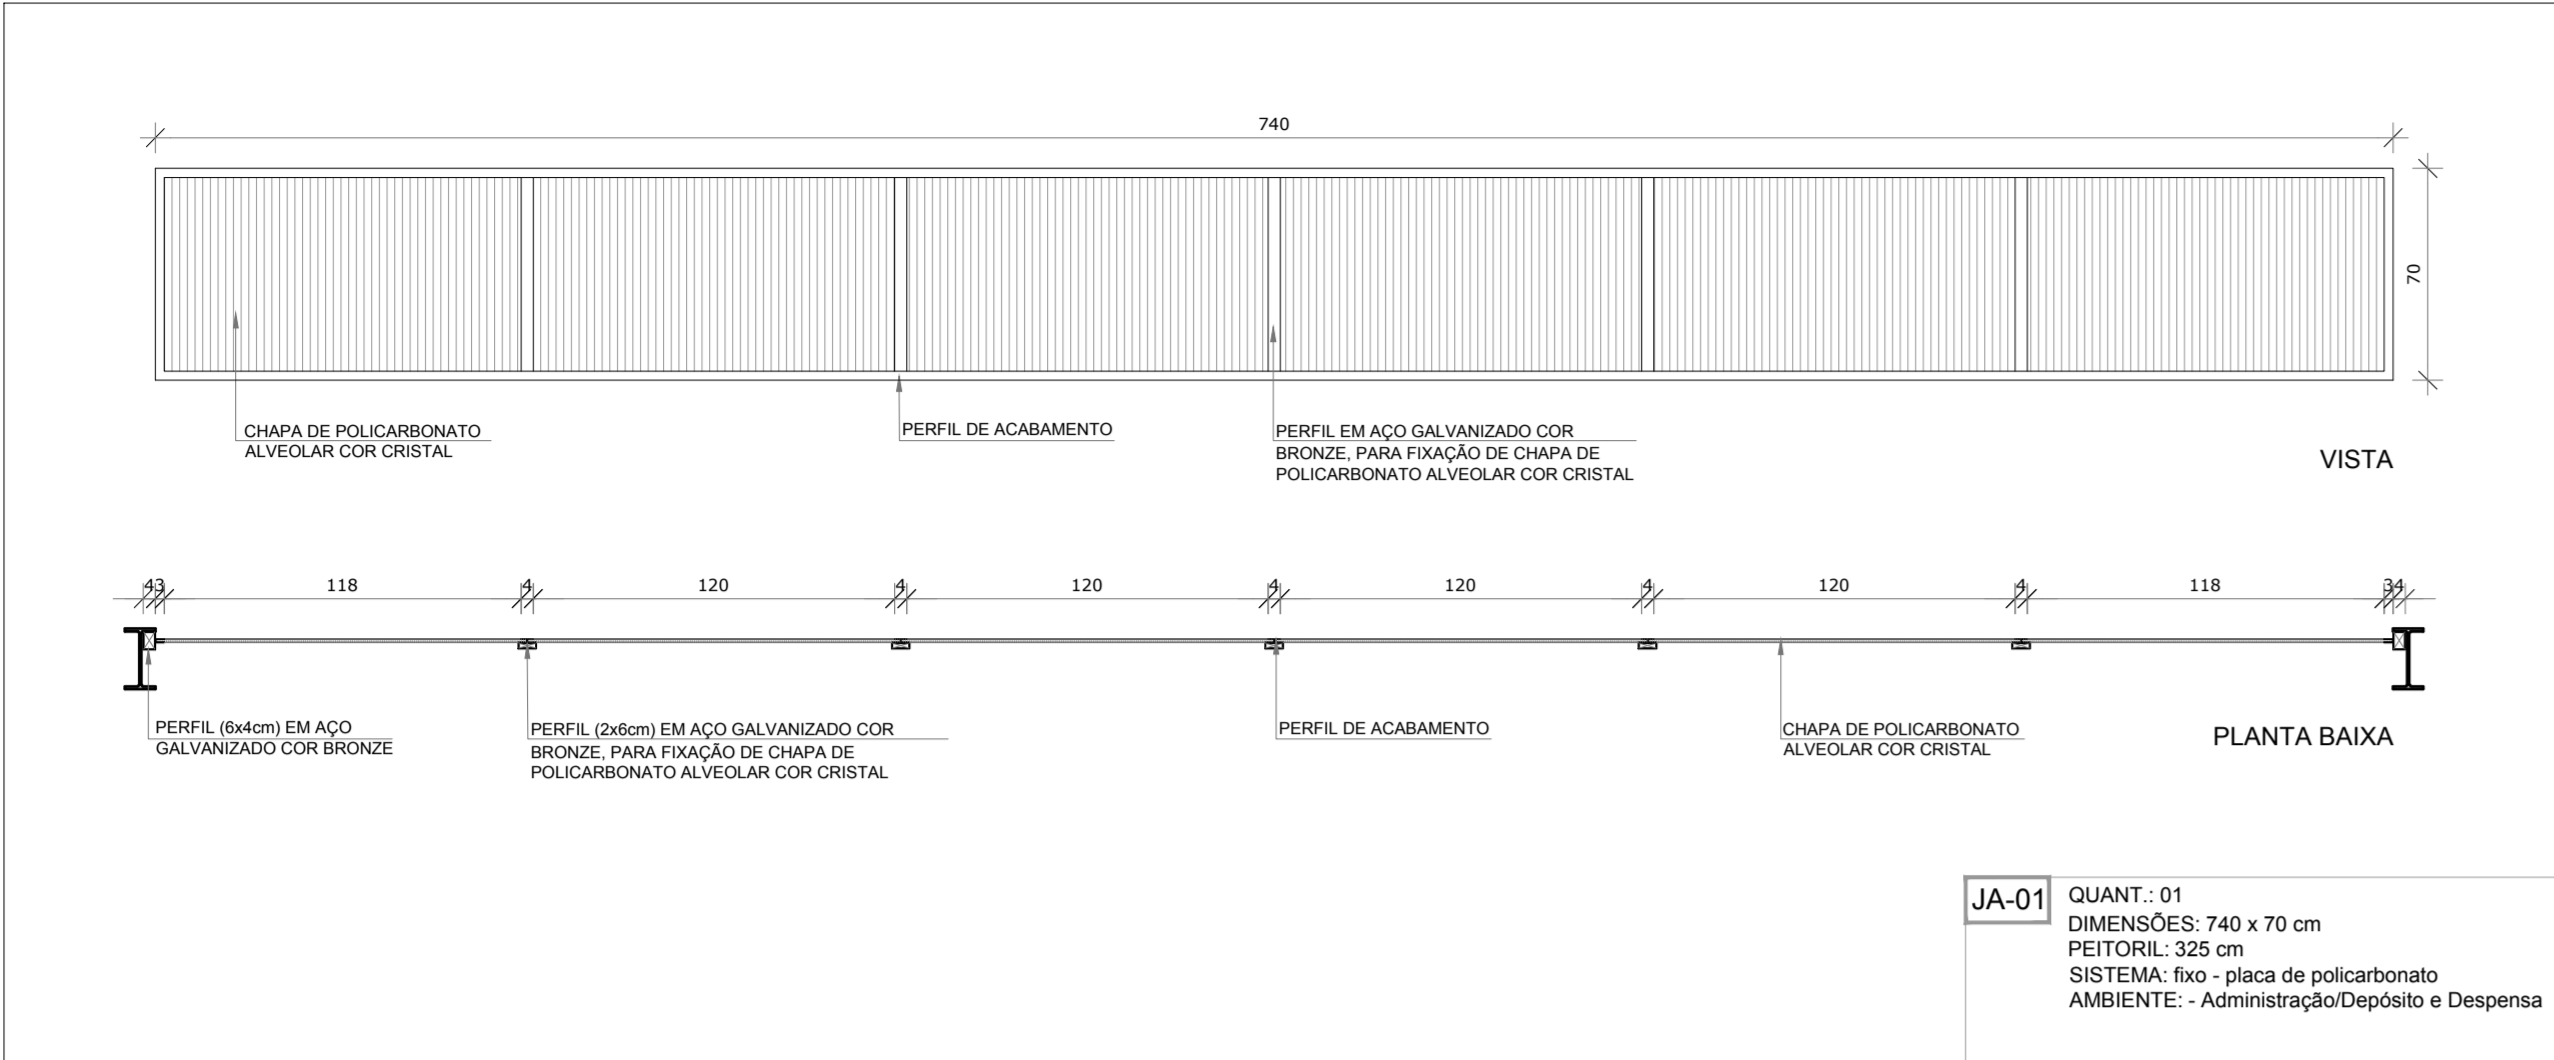 740
70
CHAPA DE POLICARBONATO
ALVEOLAR COR CRISTAL
PERFIL DE ACABAMENTO
PERFIL EM AÇO GALVANIZADO COR
BRONZE, PARA FIXAÇÃO DE CHAPA DE
POLICARBONATO ALVEOLAR COR CRISTAL
VISTA
4 3 118 4 120 4 120 4 120 4 120 4 118 3 4
PERFIL (6x4cm) EM AÇO
GALVANIZADO COR BRONZE
PERFIL (2x6cm) EM AÇO GALVANIZADO COR
BRONZE, PARA FIXAÇÃO DE CHAPA DE
POLICARBONATO ALVEOLAR COR CRISTAL
PERFIL DE ACABAMENTO
CHAPA DE POLICARBONATO
ALVEOLAR COR CRISTAL
PLANTA BAIXA
JA-01
QUANT.: 01
DIMENSÕES: 740 x 70 cm
PEITORIL: 325 cm
SISTEMA: fixo - placa de policarbonato
AMBIENTE: - Administração/Depósito e Despensa